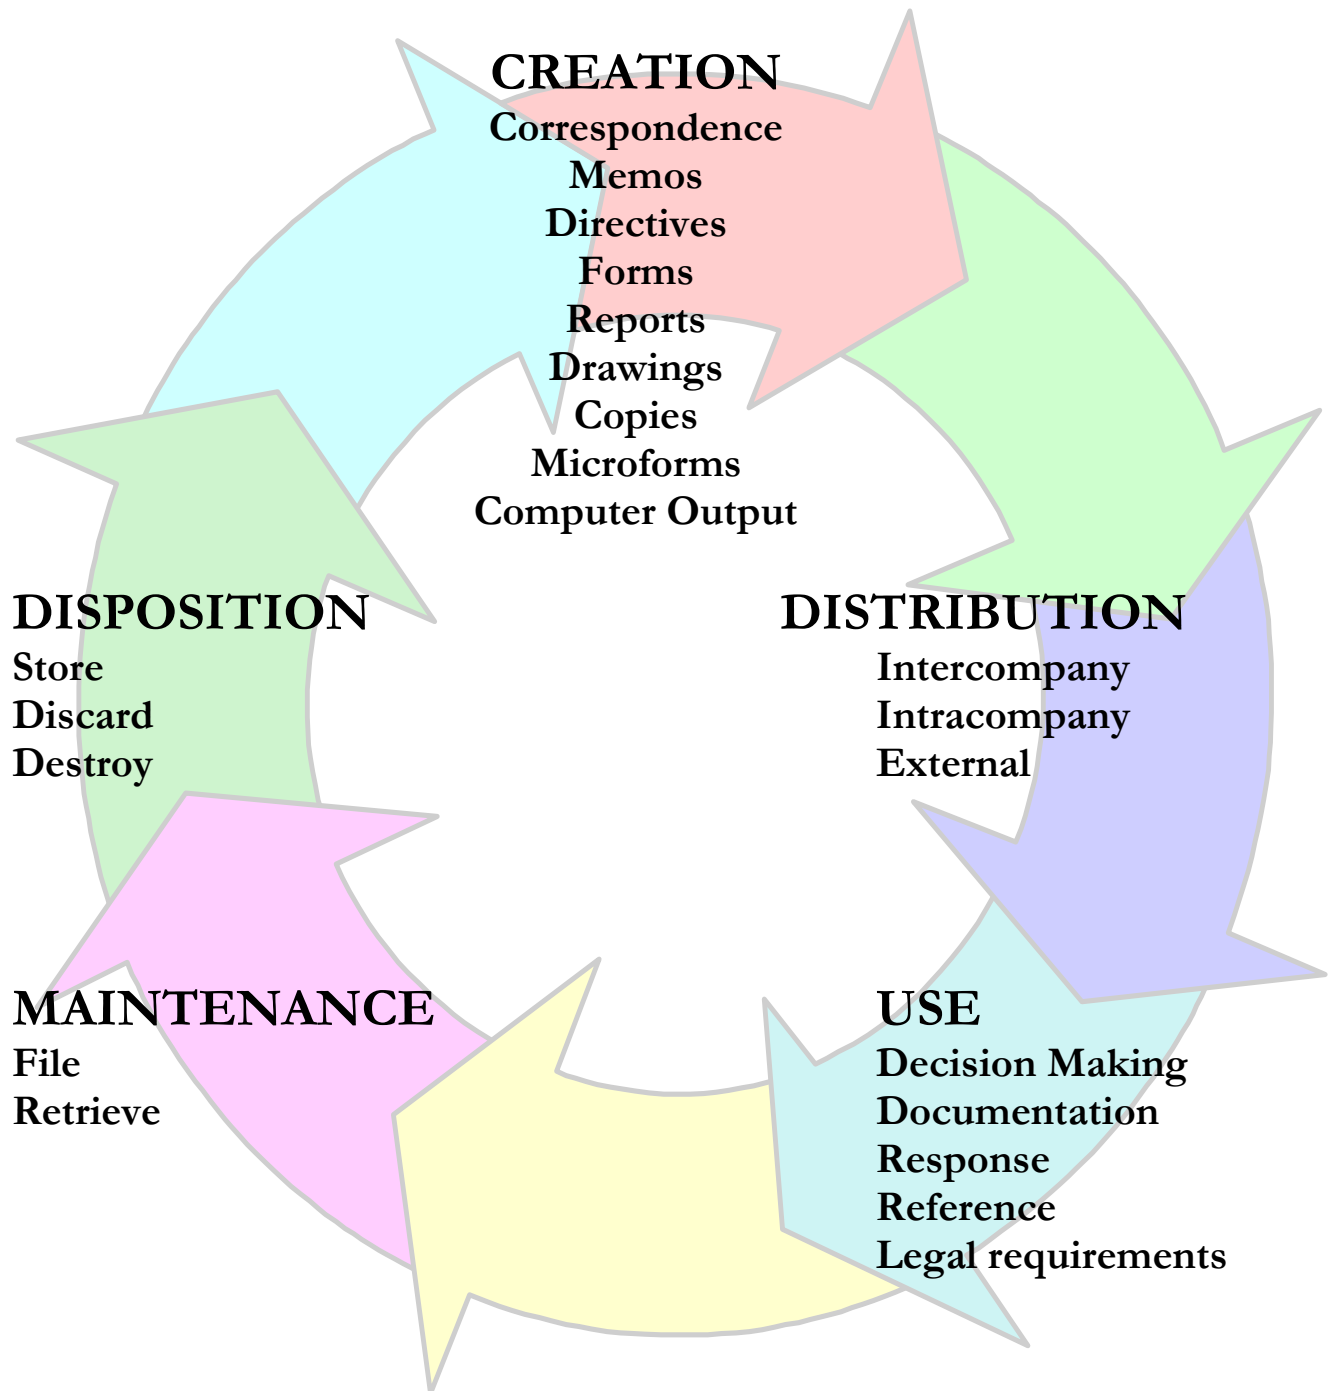 CREATION
Correspondence
Memos
Directives
Forms
Reports
Drawings
Copies
Microforms
Computer Output
DISTRIBUTION
Intercompany
Intracompany
External
USE
Decision Making
Documentation
Response
Reference
Legal requirements
MAINTENANCE
File
Retrieve
DISPOSITION
Store
Discard
Destroy